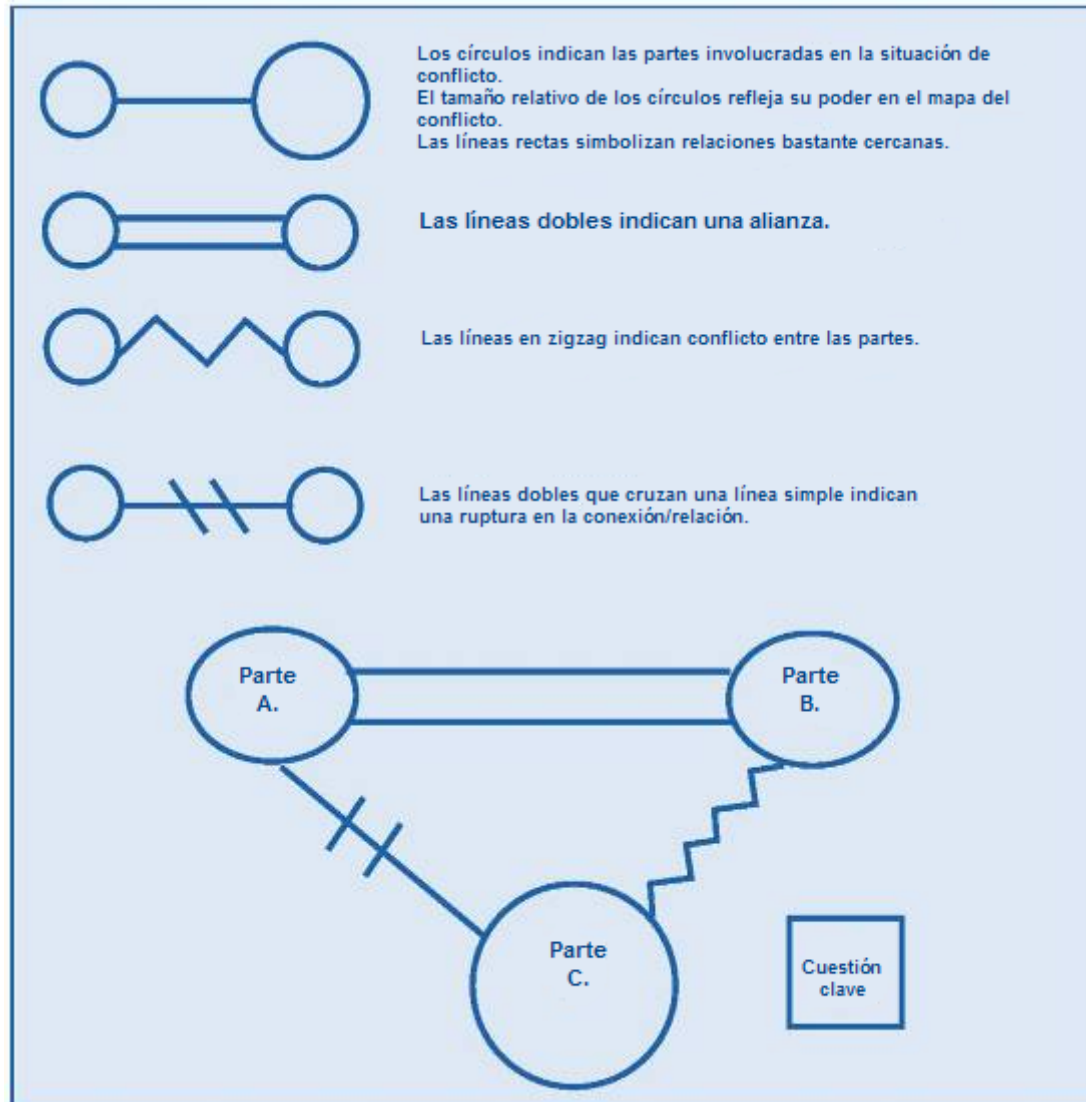 Los círculos indican las partes involucradas en la situación de
conflicto.
El tamaño relativo de los círculos refleja su poder en el mapa del
conflicto.
Las líneas rectas simbolizan relaciones bastante cercanas.
Las líneas dobles indican una alianza.
Las líneas en zigzag indican conflicto entre las partes.
Las líneas dobles que cruzan una línea simple indican
una ruptura en la conexión/relación.
Parte
A.
Parte
B.
Parte
C.
Cuestión
clave